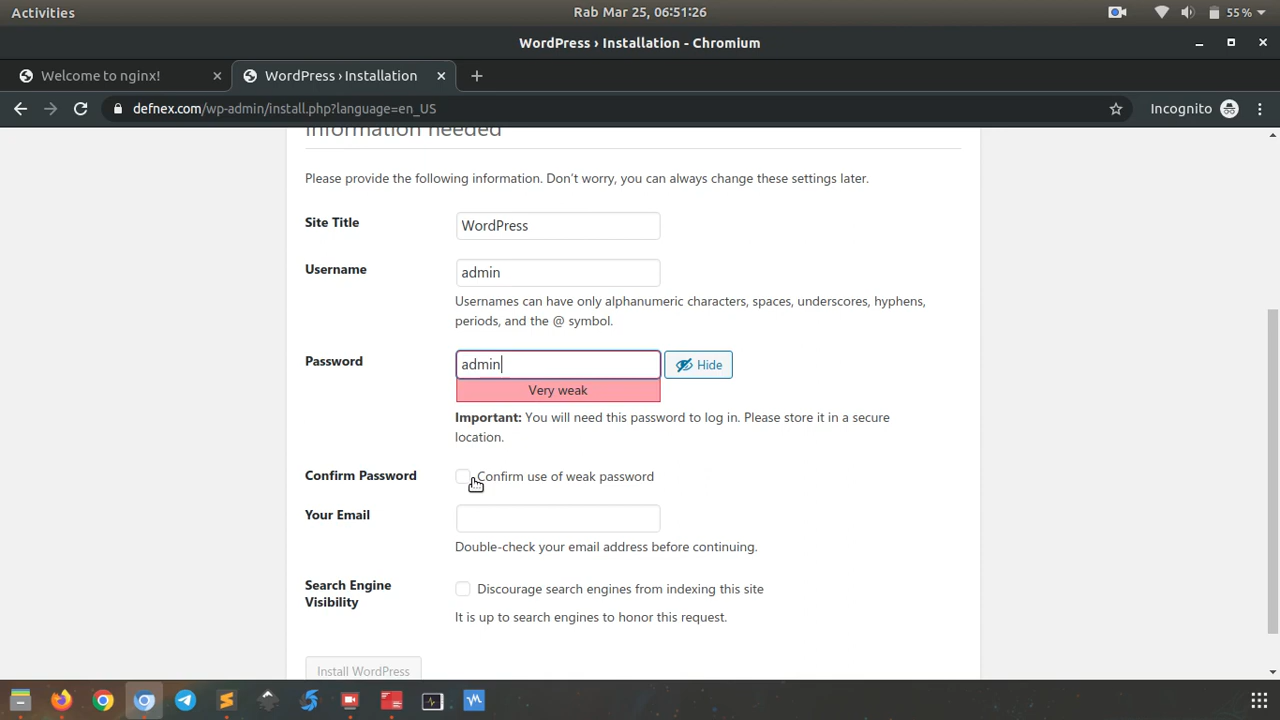 Activities
Rab Mar 25, 06:51:26
55 %
WordPress › Installation - Chromium
Welcome to nginx!
WordPress › Installation
defnex.com/wp-admin/install.php?language=en_US
Incognito
Information needed
Please provide the following information. Don’t worry, you can always change these settings later.
Site Title
WordPress
Username
admin
Usernames can have only alphanumeric characters, spaces, underscores, hyphens,
periods, and the @ symbol.
Password
admin
Hide
Very weak
Important: You will need this password to log in. Please store it in a secure
location.
Confirm Password
Confirm use of weak password
Your Email
Double-check your email address before continuing.
Search Engine
Visibility
Discourage search engines from indexing this site
It is up to search engines to honor this request.
Install WordPress